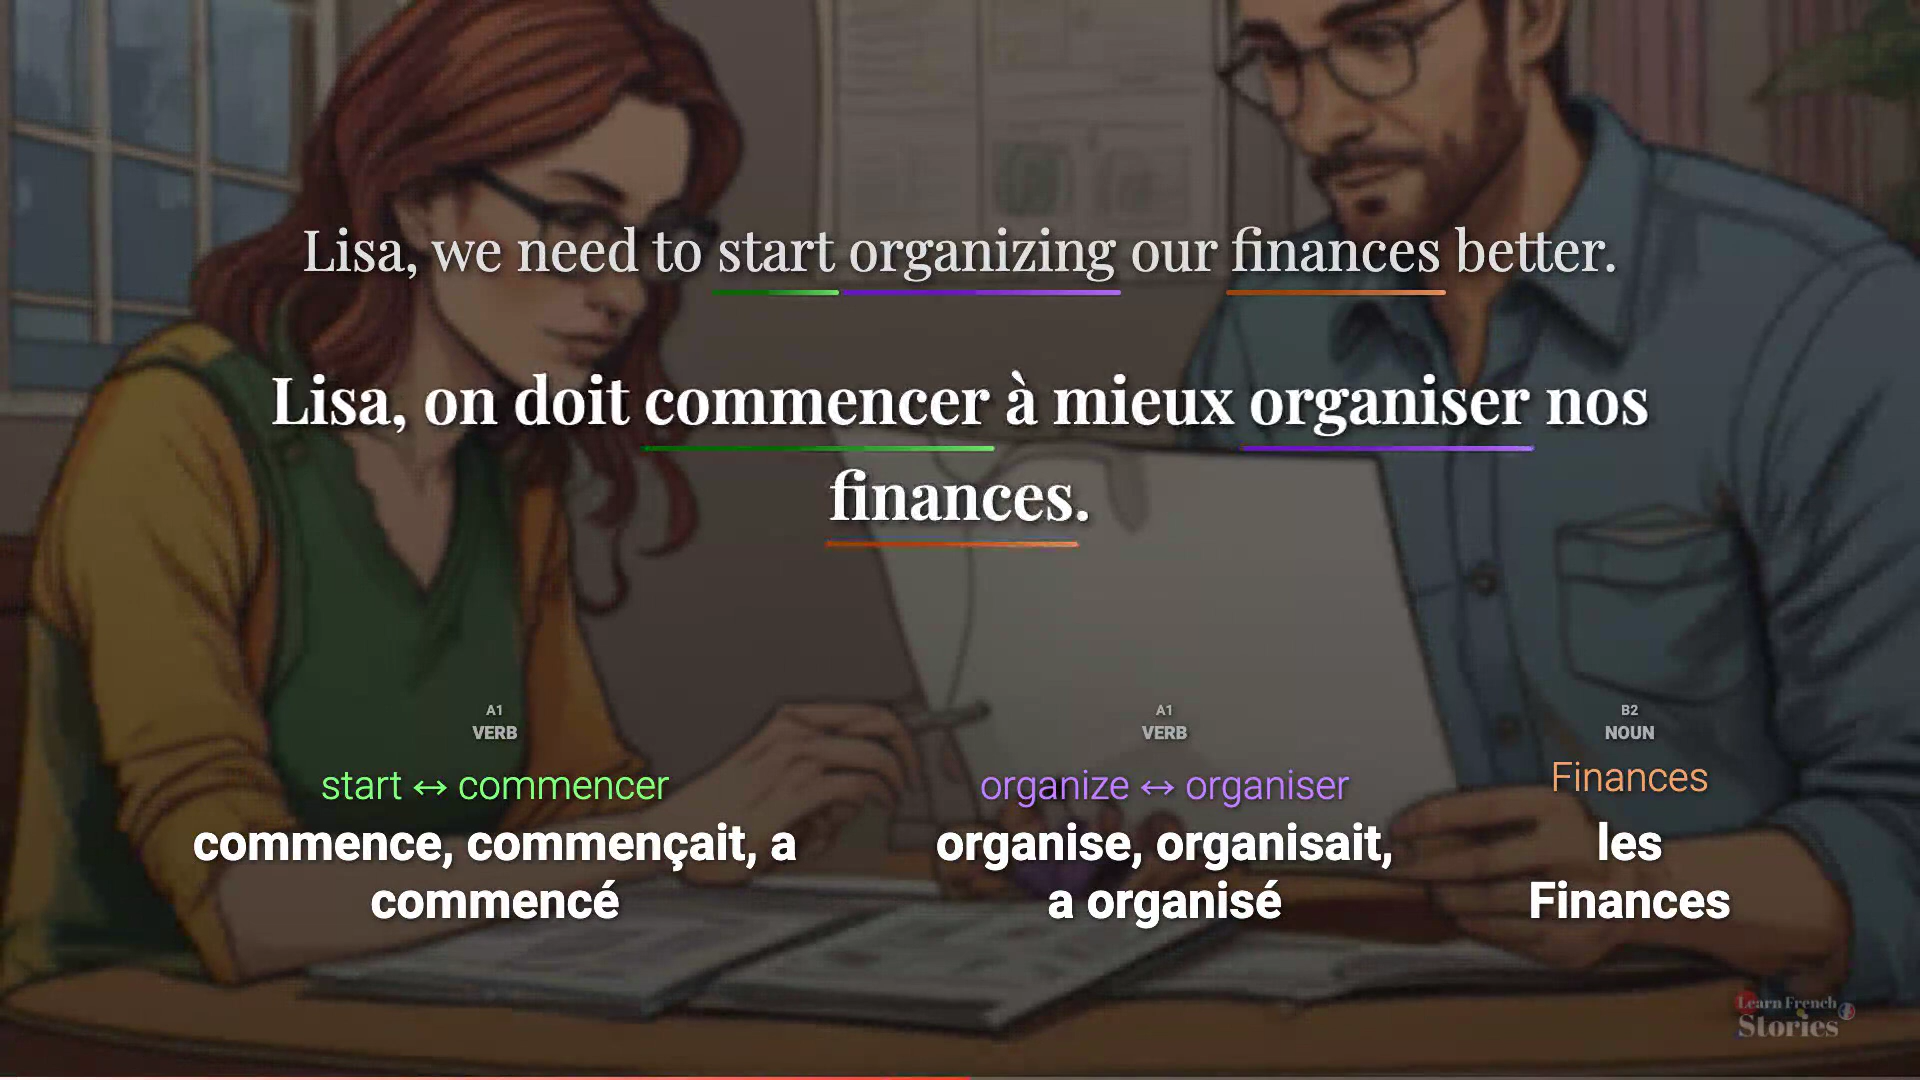 Lisa, we need to start organizing our finances better.
Lisa, on doit commencer à mieux organiser nos
finances.
A1
VERB
start ↔ commencer
commence, commençait, a
commencé
A1
VERB
organize ↔ organiser
organise, organisait,
a organisé
B2
NOUN
Finances
les
Finances
Learn French
Stories